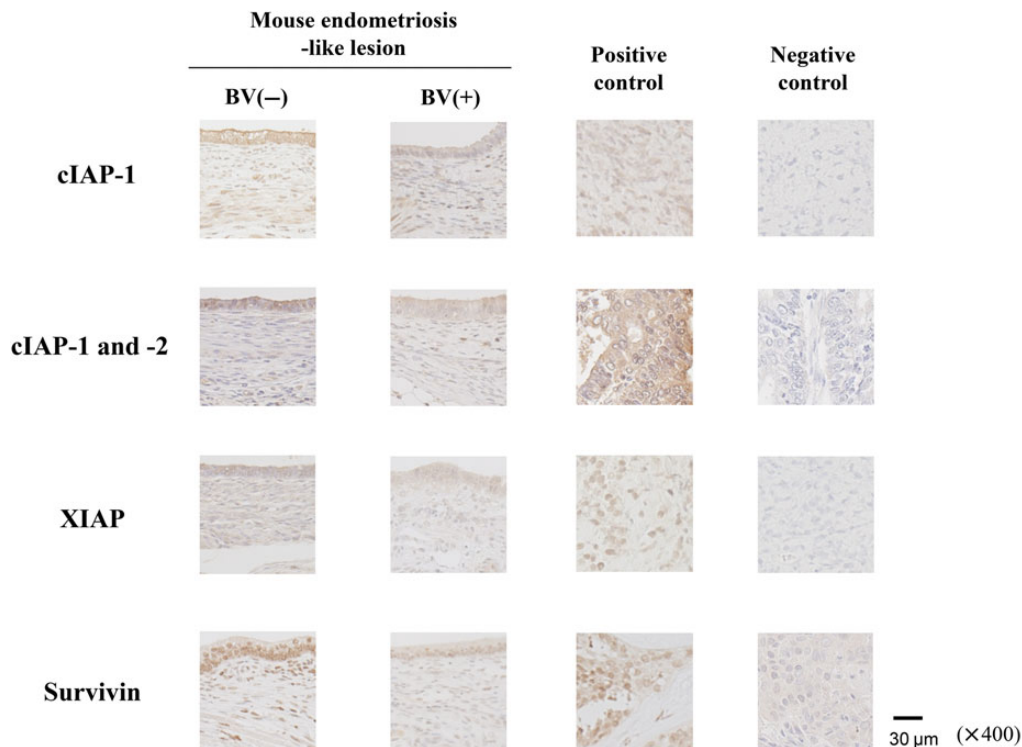 Mouse endometriosis
-like lesion
Positive
control
Negative
control
BV(−)
BV(+)
cIAP-1
cIAP-1 and -2
XIAP
Survivin
30 μm
(×400)